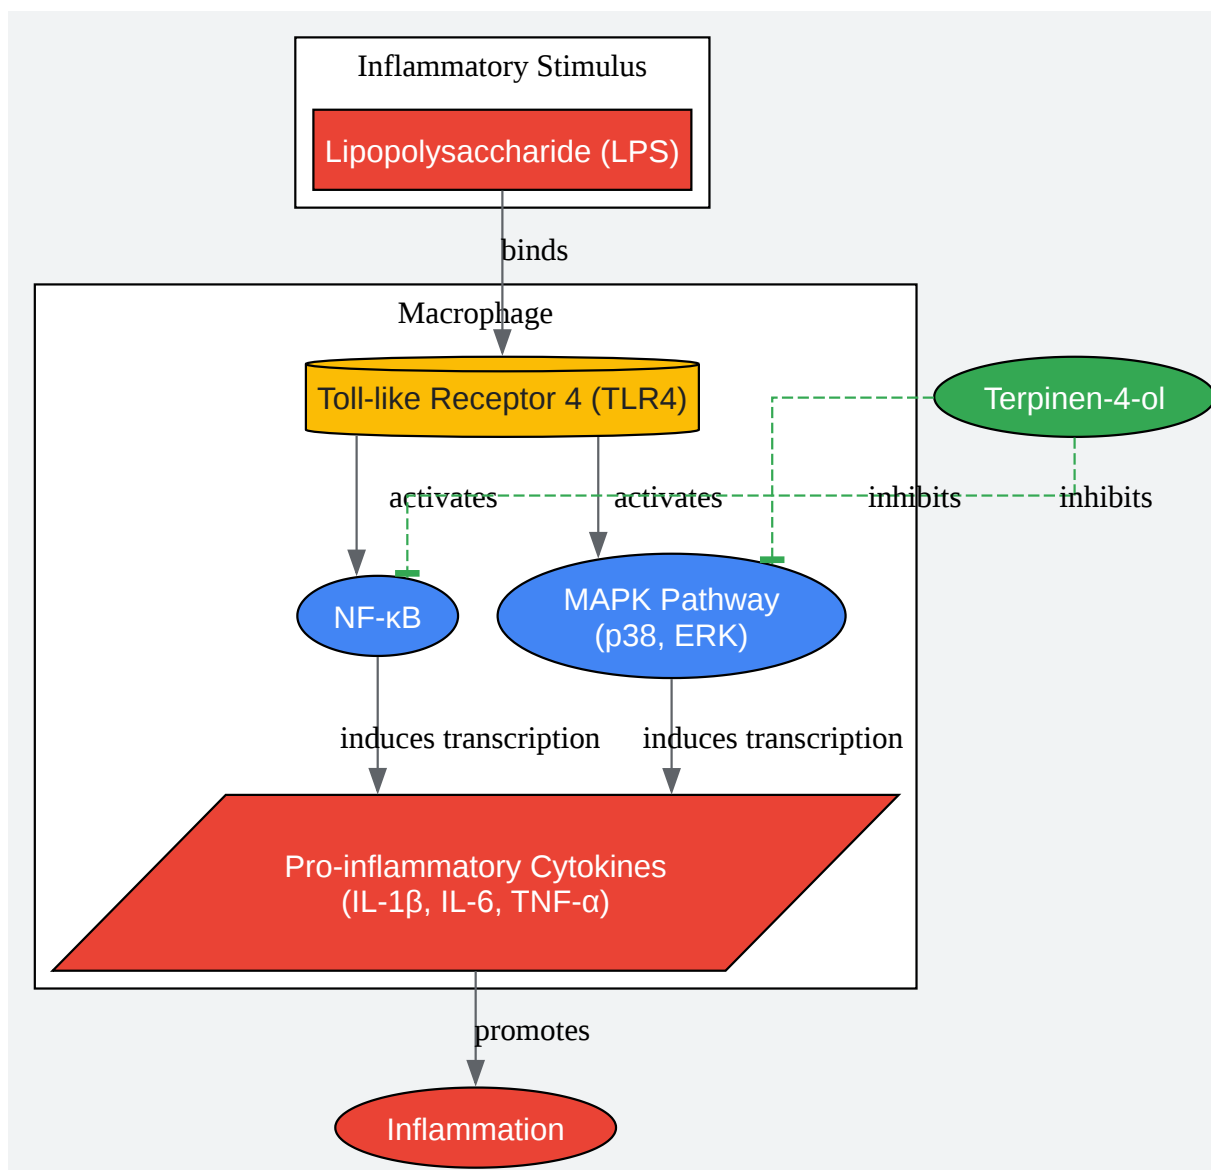 Inflammatory Stimulus
Lipopolysaccharide (LPS)
binds
Macrophage
Toll-like Receptor 4 (TLR4)
Terpinen-4-ol
activates
activates
inhibits
inhibits
NF-κB
MAPK Pathway
(p38, ERK)
induces transcription
induces transcription
Pro-inflammatory Cytokines
(IL-1β, IL-6, TNF-α)
promotes
Inflammation